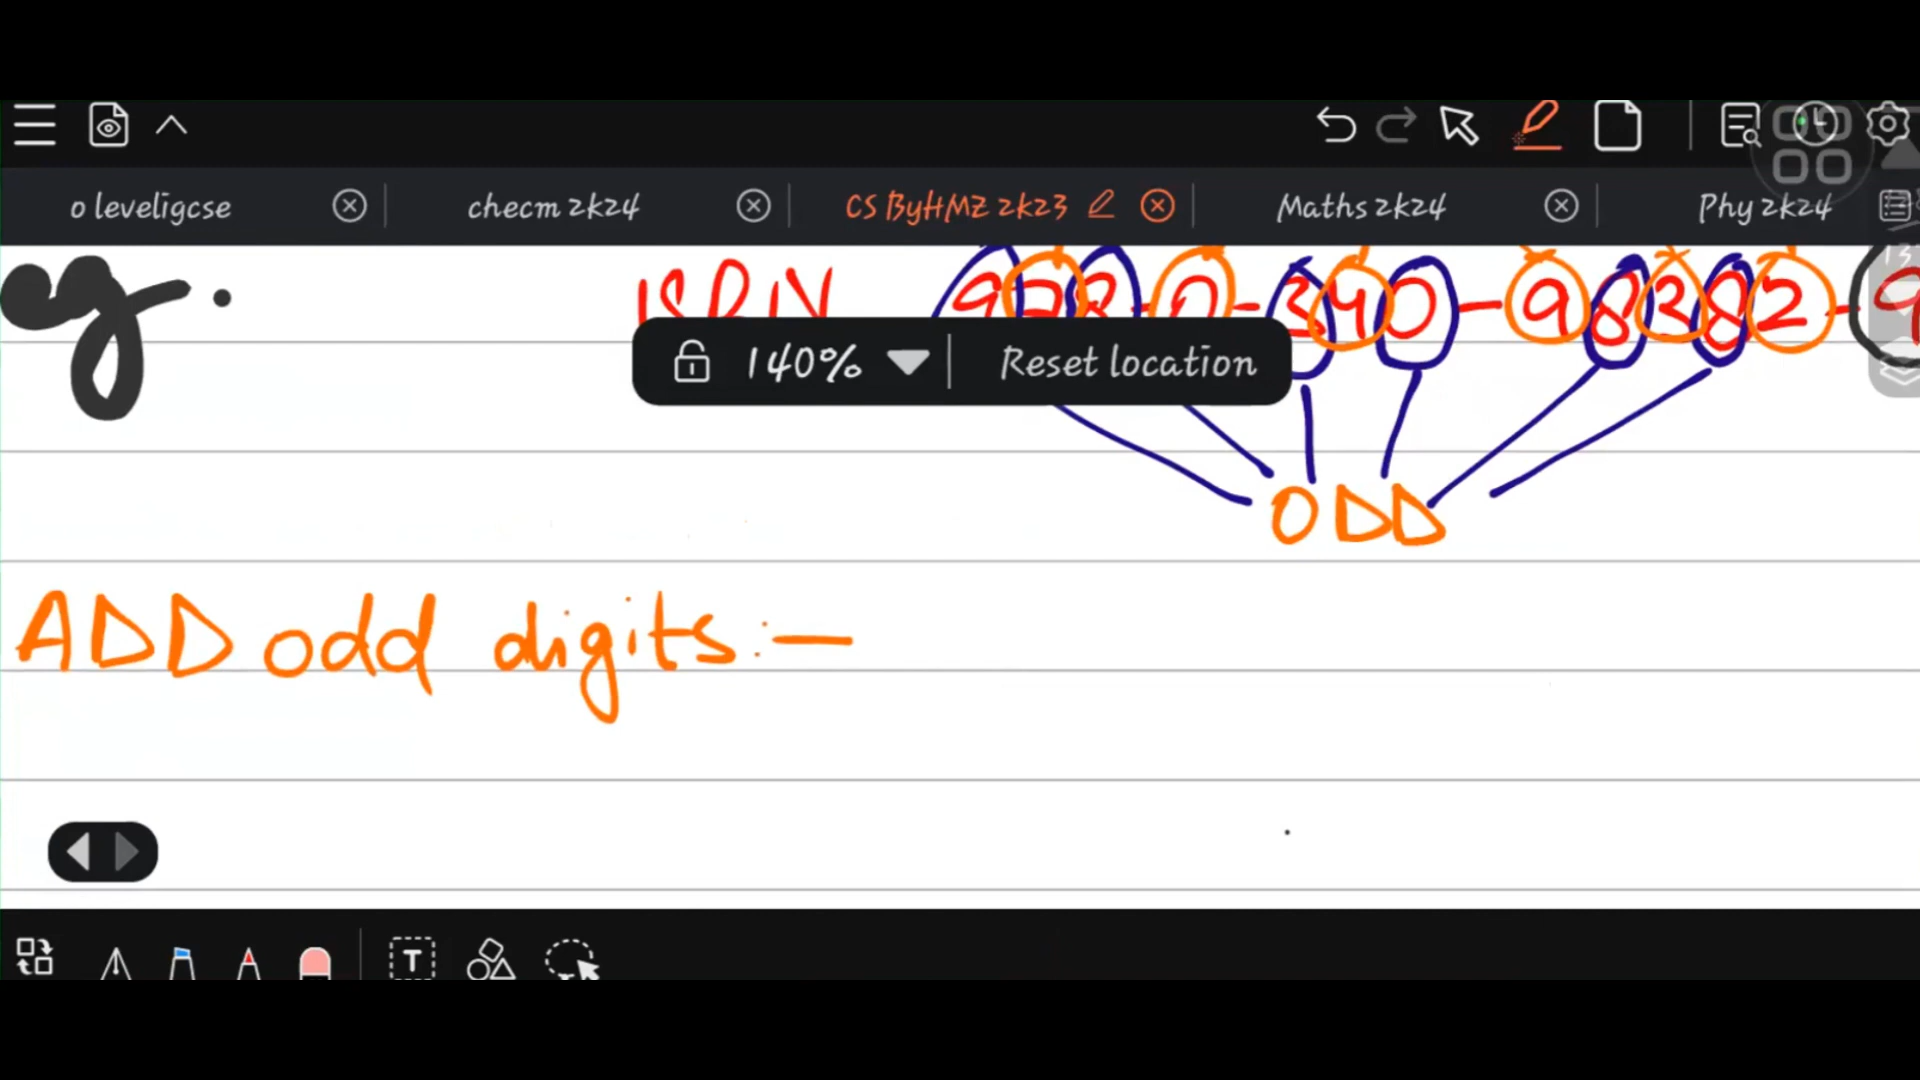 o leveligcse checm 2k24 CS ByHMZ 2k23 Maths 2k24 Phy 2k24
eg. ISBN 978-0-340-98382-9
140% Reset location
ODD
ADD odd digits:-
T